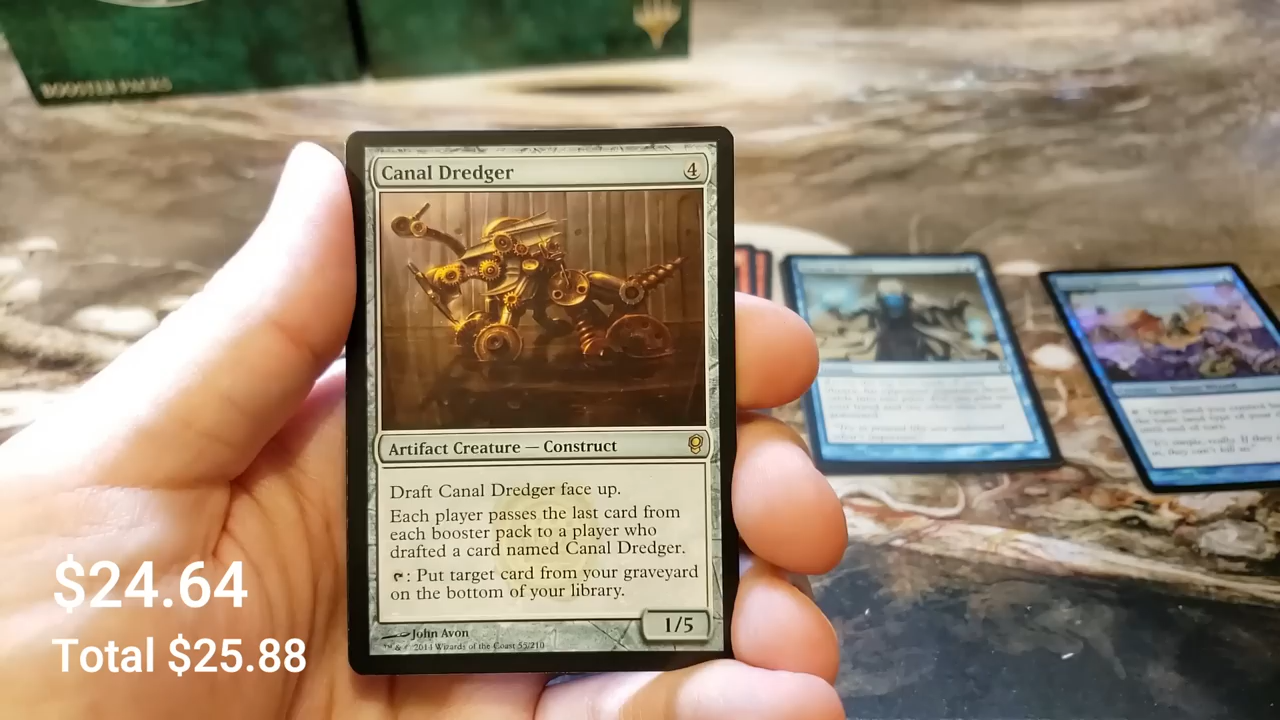 BOOSTER PACKS
Canal Dredger 4
Artifact Creature — Construct
Draft Canal Dredger face up.
Each player passes the last card from
each booster pack to a player who
drafted a card named Canal Dredger.
: Put target card from your graveyard
on the bottom of your library.
1/5
John Avon
™ & © 2014 Wizards of the Coast 55/210
$24.64
Total $25.88